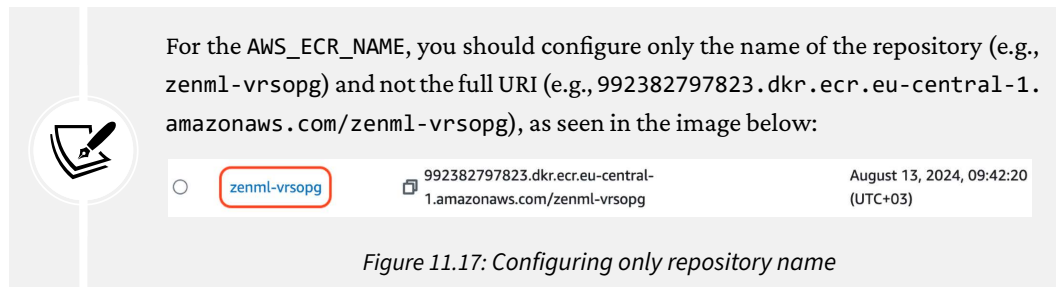 For the AWS_ECR_NAME, you should configure only the name of the repository (e.g.,
zenml-vrsopg) and not the full URI (e.g., 992382797823.dkr.ecr.eu-central-1.
amazonaws.com/zenml-vrsopg), as seen in the image below:
zenml-vrsopg
992382797823.dkr.ecr.eu-central-
1.amazonaws.com/zenml-vrsopg
August 13, 2024, 09:42:20
(UTC+03)
Figure 11.17: Configuring only repository name